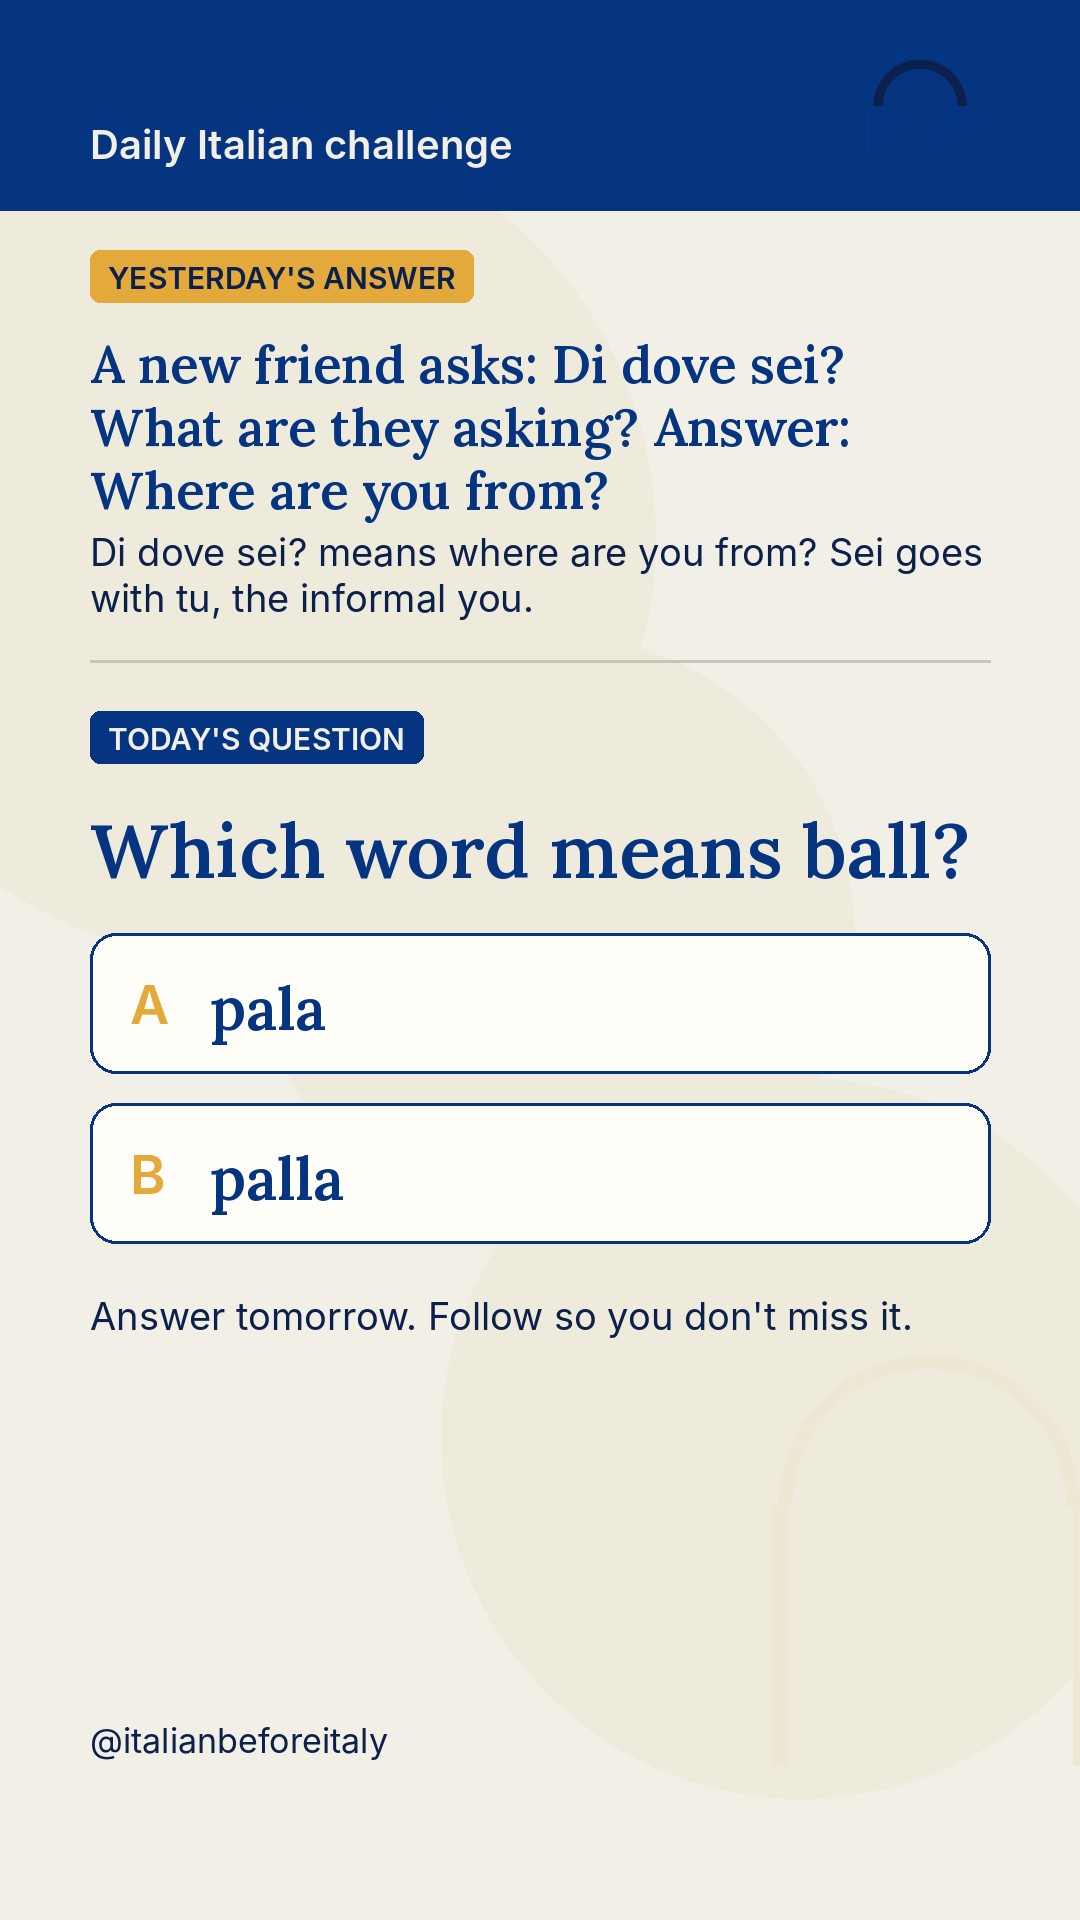 Daily Italian challenge
YESTERDAY'S ANSWER
A new friend asks: Di dove sei?
What are they asking? Answer:
Where are you from?
Di dove sei? means where are you from? Sei goes
with tu, the informal you.
TODAY'S QUESTION
Which word means ball?
A pala
B palla
Answer tomorrow. Follow so you don't miss it.
@italianbeforeitaly